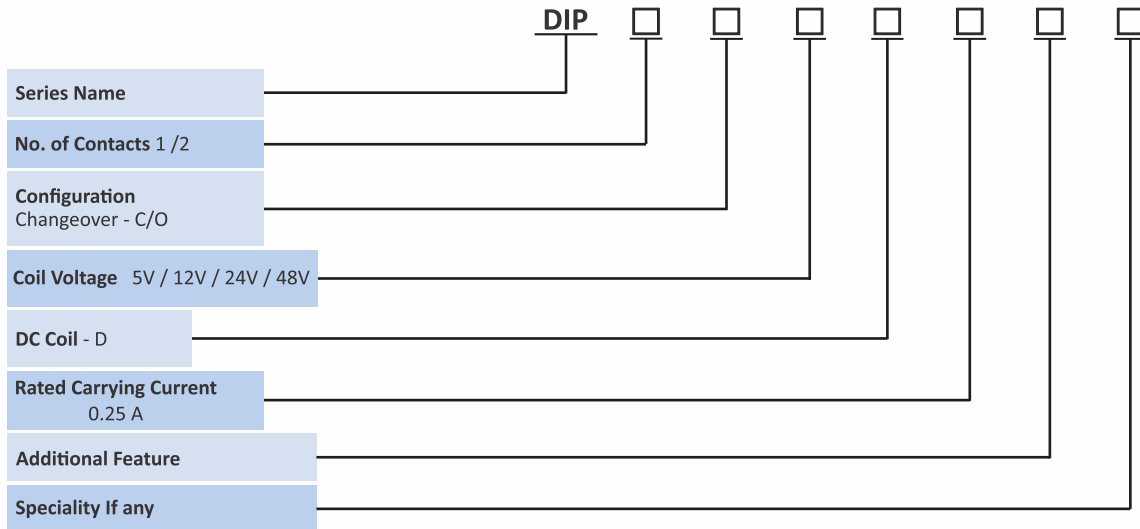 DIP
Series Name
No. of Contacts 1 /2
Configuration
Changeover - C/O
Coil Voltage 5V / 12V / 24V / 48V
DC Coil - D
Rated Carrying Current
0.25 A
Additional Feature
Speciality If any